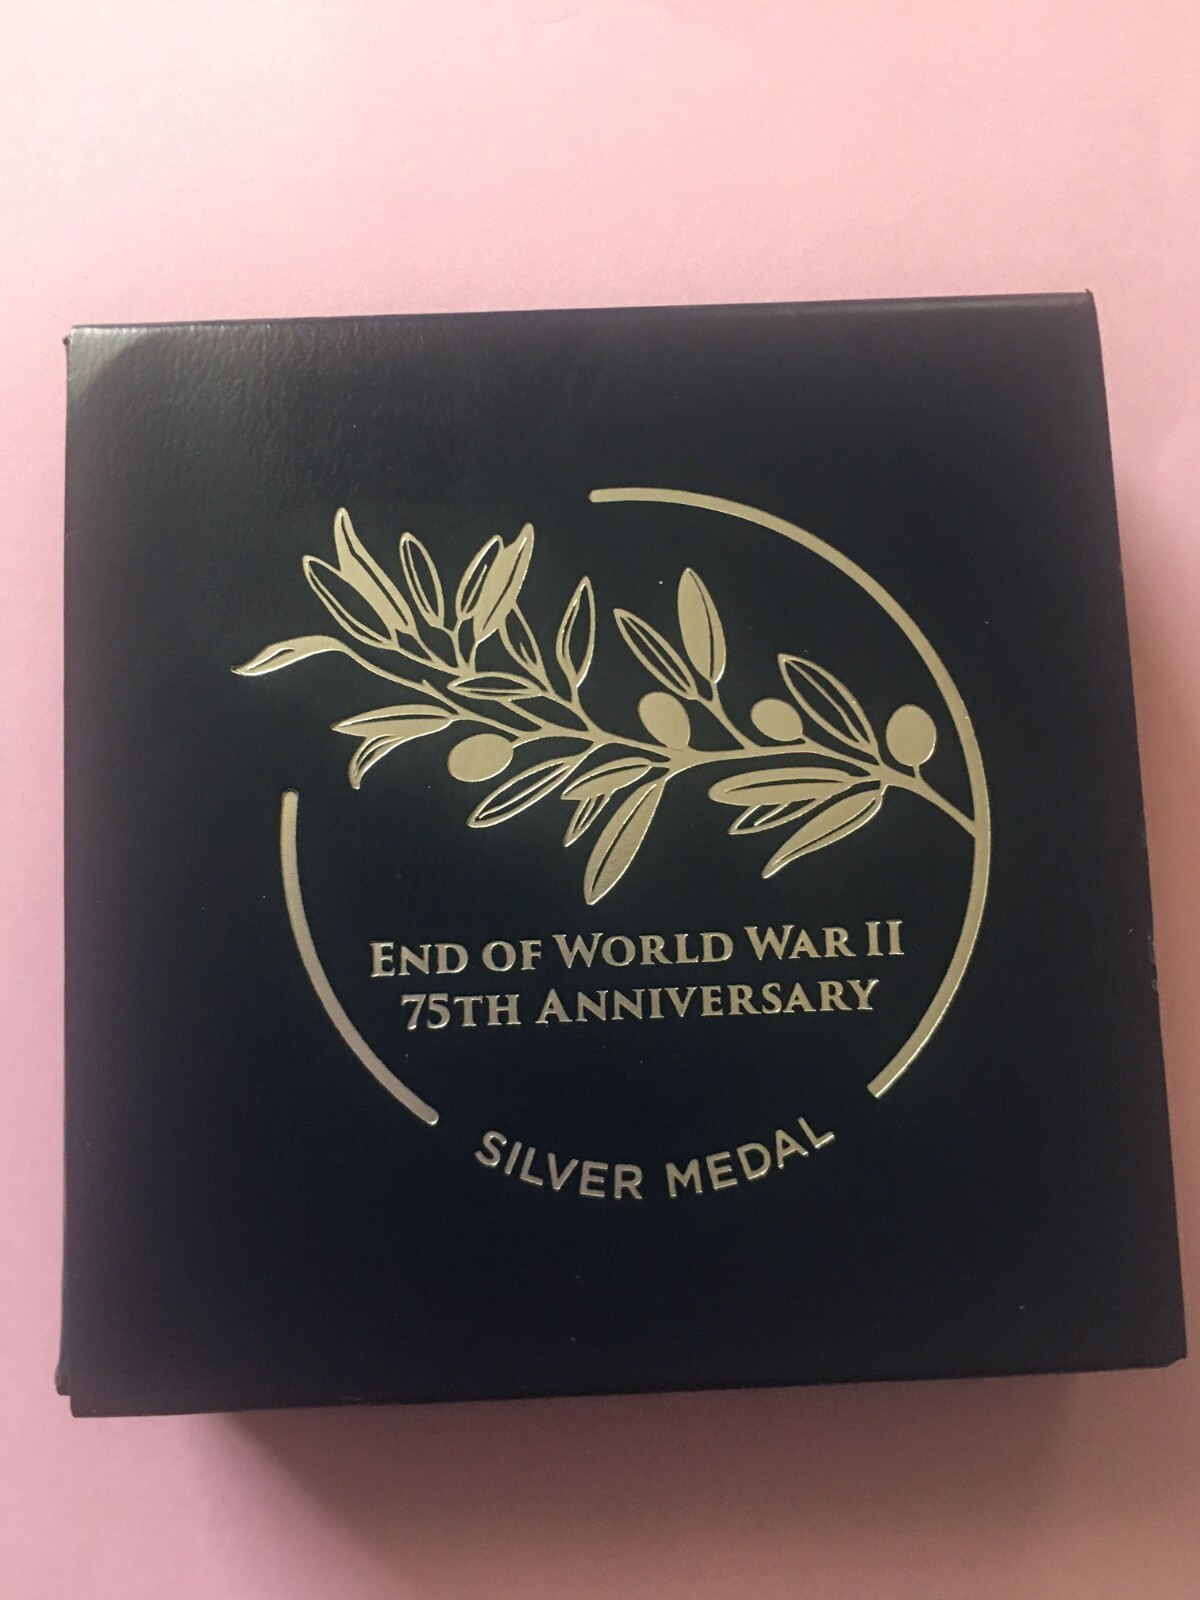 END OF WORLD WAR II
75TH ANNIVERSARY
SILVER MEDAL